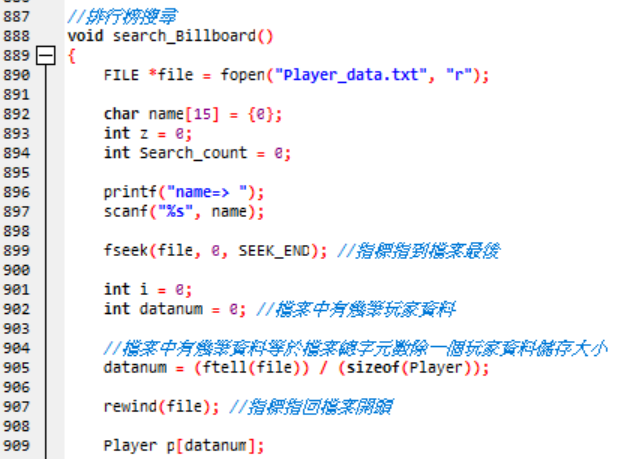 887 //排行榜搜尋
888 void search_Billboard()
889 {
890 FILE *file = fopen("Player_data.txt", "r");
891
892 char name[15] = {0};
893 int z = 0;
894 int Search_count = 0;
895
896 printf("name=> ");
897 scanf("%s", name);
898
899 fseek(file, 0, SEEK_END); //指標指到檔案最後
900
901 int i = 0;
902 int datanum = 0; //檔案中有幾筆玩家資料
903
904 //檔案中有幾筆資料等於檔案總字元數除一個玩家資料儲存大小
905 datanum = (ftell(file)) / (sizeof(Player));
906
907 rewind(file); //指標指回檔案開頭
908
909 Player p[datanum];